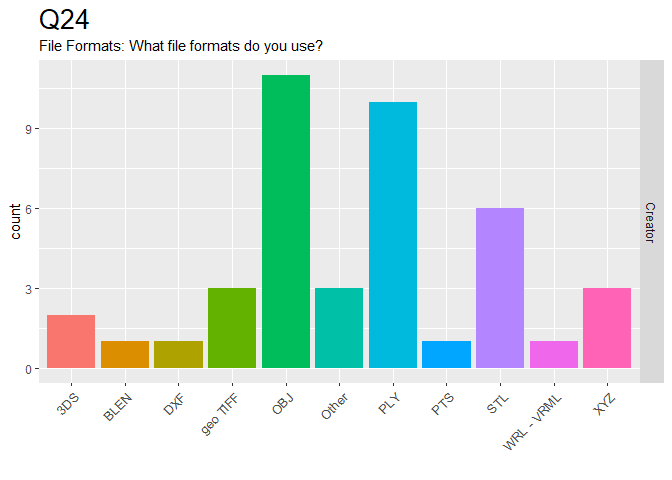 Q24
File Formats: What file formats do you use?
count
9
6
3
0
Creator
3DS
BLEN
DXF
geo TIFF
OBJ
Other
PLY
PTS
STL
WRL - VRML
XYZ